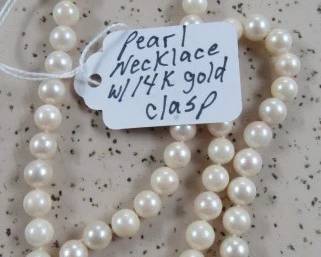 Pearl
Necklace
w/14K gold
clasp